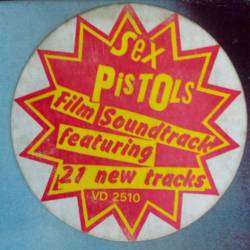 Sex
PISTOLS
Film Soundtrack
featuring
21 new tracks
VD 2510